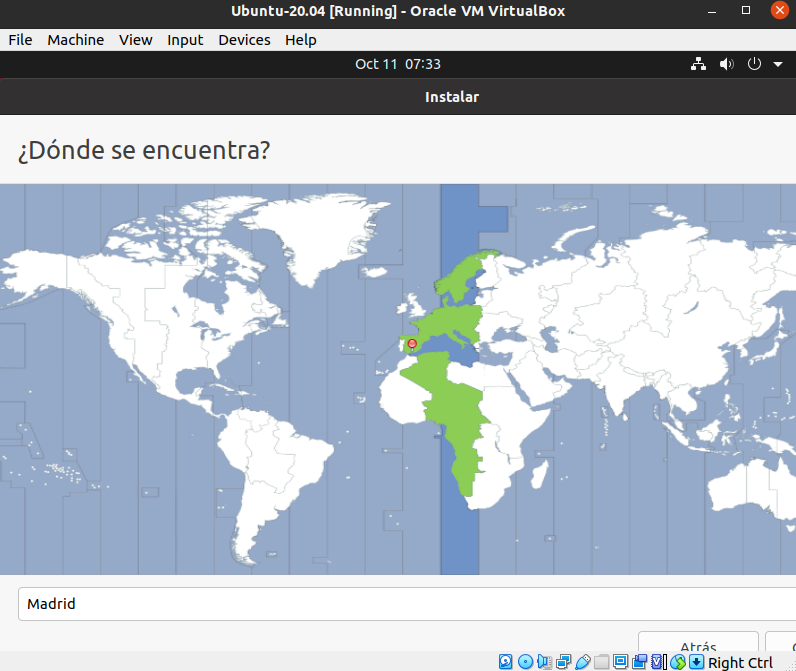 Ubuntu-20.04 [Running] - Oracle VM VirtualBox
File Machine View Input Devices Help
Oct 11 07:33
Instalar
¿Dónde se encuentra?
Madrid
Atrás
Right Ctrl